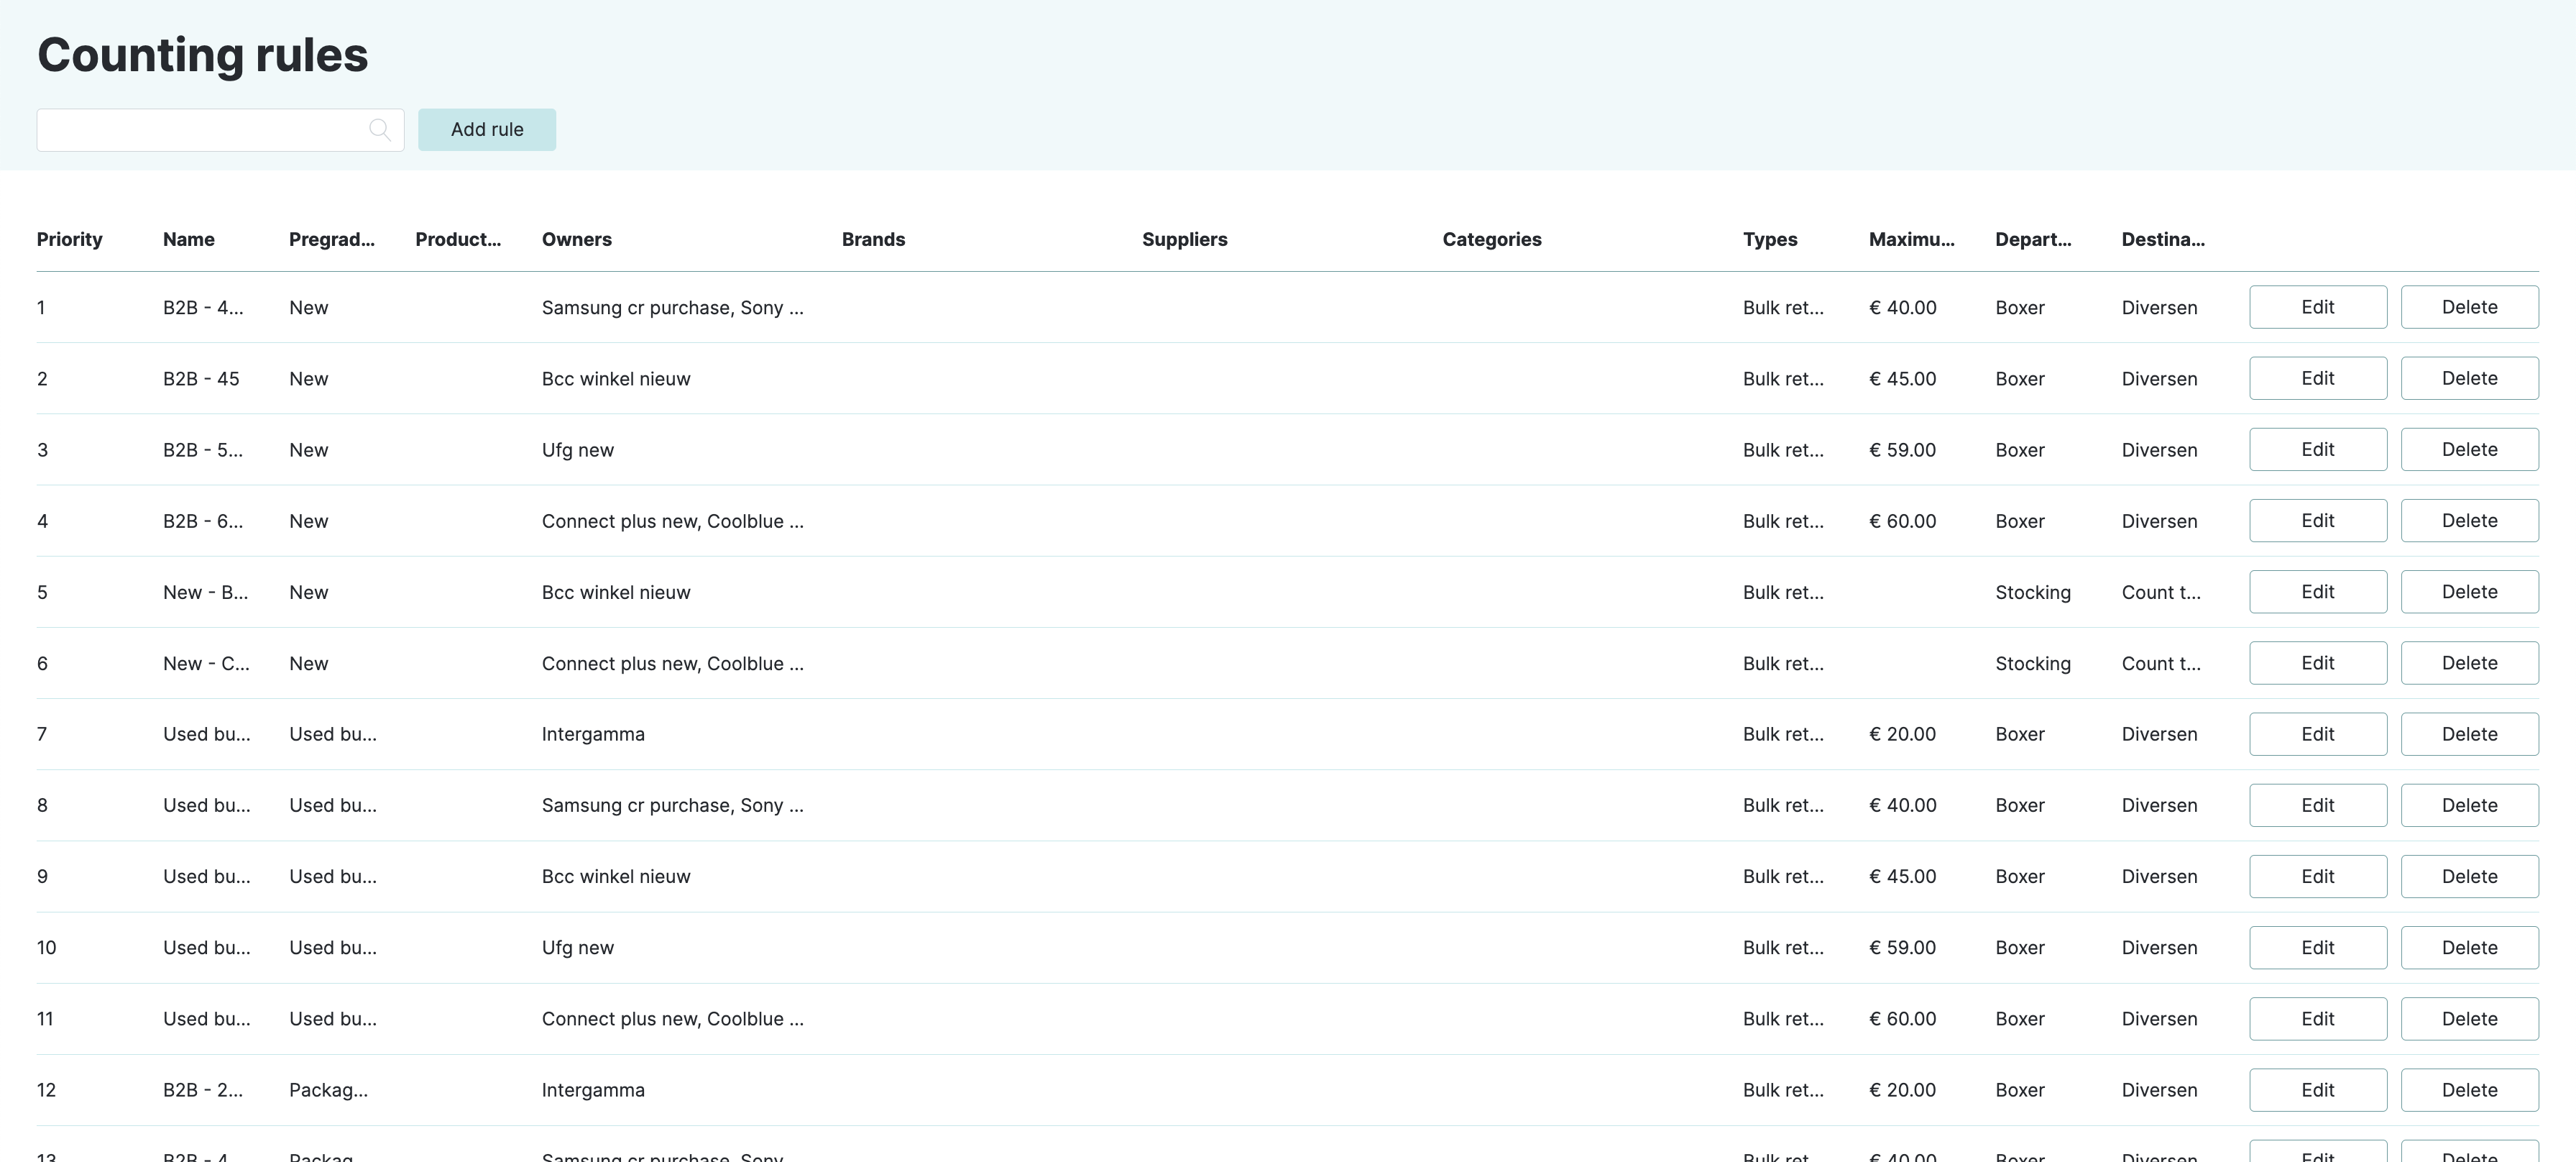 Counting rules
Add rule
Priority Name Pregrad... Product... Owners Brands Suppliers Categories Types Maximu... Depart... Destina...
1 B2B - 4... New Samsung cr purchase, Sony ... Bulk ret... € 40.00 Boxer Diversen Edit Delete
2 B2B - 45 New Bcc winkel nieuw Bulk ret... € 45.00 Boxer Diversen Edit Delete
3 B2B - 5... New Ufg new Bulk ret... € 59.00 Boxer Diversen Edit Delete
4 B2B - 6... New Connect plus new, Coolblue ... Bulk ret... € 60.00 Boxer Diversen Edit Delete
5 New - B... New Bcc winkel nieuw Bulk ret... Stocking Count t... Edit Delete
6 New - C... New Connect plus new, Coolblue ... Bulk ret... Stocking Count t... Edit Delete
7 Used bu... Used bu... Intergamma Bulk ret... € 20.00 Boxer Diversen Edit Delete
8 Used bu... Used bu... Samsung cr purchase, Sony ... Bulk ret... € 40.00 Boxer Diversen Edit Delete
9 Used bu... Used bu... Bcc winkel nieuw Bulk ret... € 45.00 Boxer Diversen Edit Delete
10 Used bu... Used bu... Ufg new Bulk ret... € 59.00 Boxer Diversen Edit Delete
11 Used bu... Used bu... Connect plus new, Coolblue ... Bulk ret... € 60.00 Boxer Diversen Edit Delete
12 B2B - 2... Packag... Intergamma Bulk ret... € 20.00 Boxer Diversen Edit Delete
13 B2B - 4... Packag... Samsung cr purchase, Sony ... Bulk ret... € 40.00 Boxer Diversen Edit Delete